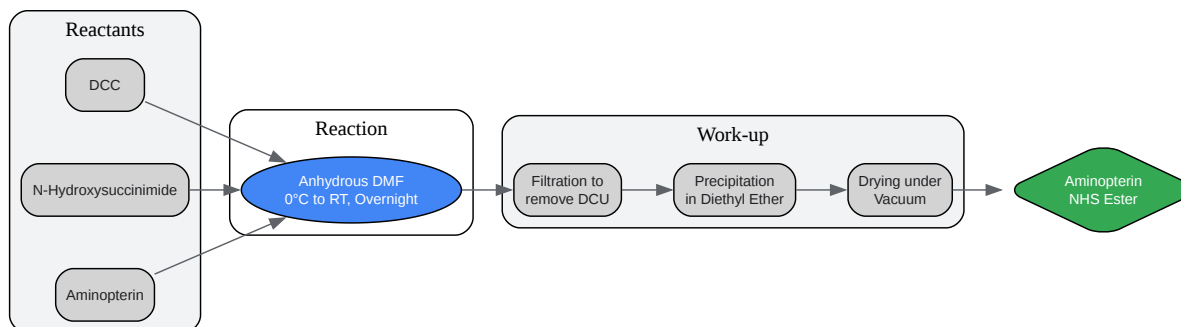 Reactants
DCC
N-Hydroxysuccinimide
Aminopterin
Reaction
Anhydrous DMF
0°C to RT, Overnight
Work-up
Filtration to
remove DCU
Precipitation
in Diethyl Ether
Drying under
Vacuum
Aminopterin
NHS Ester